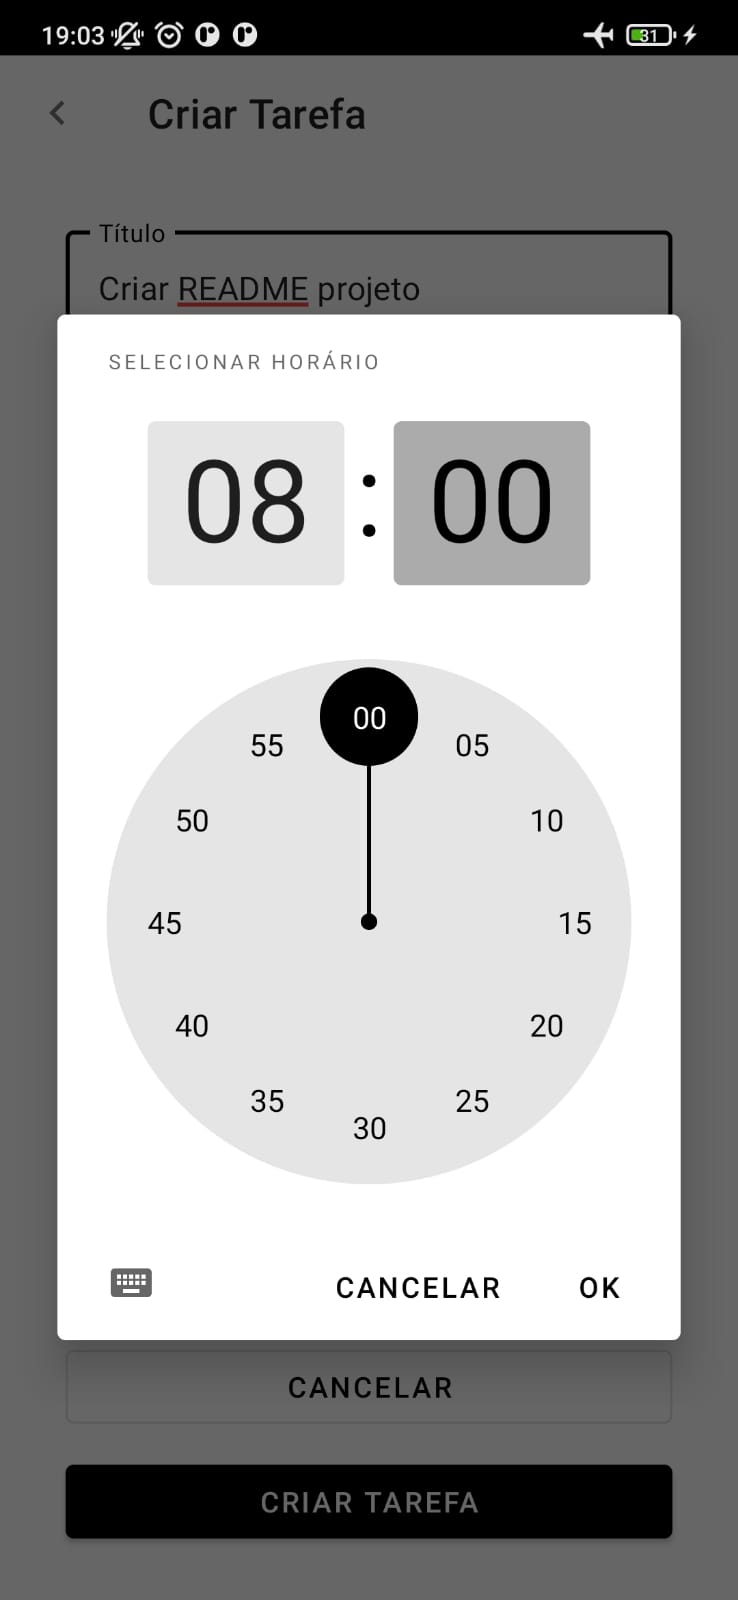 19:03 31
Criar Tarefa
Título
Criar README projeto
SELECIONAR HORÁRIO
08 : 00
00
55 05
50 10
45 15
40 20
35 25
30
CANCELAR OK
CANCELAR
CRIAR TAREFA